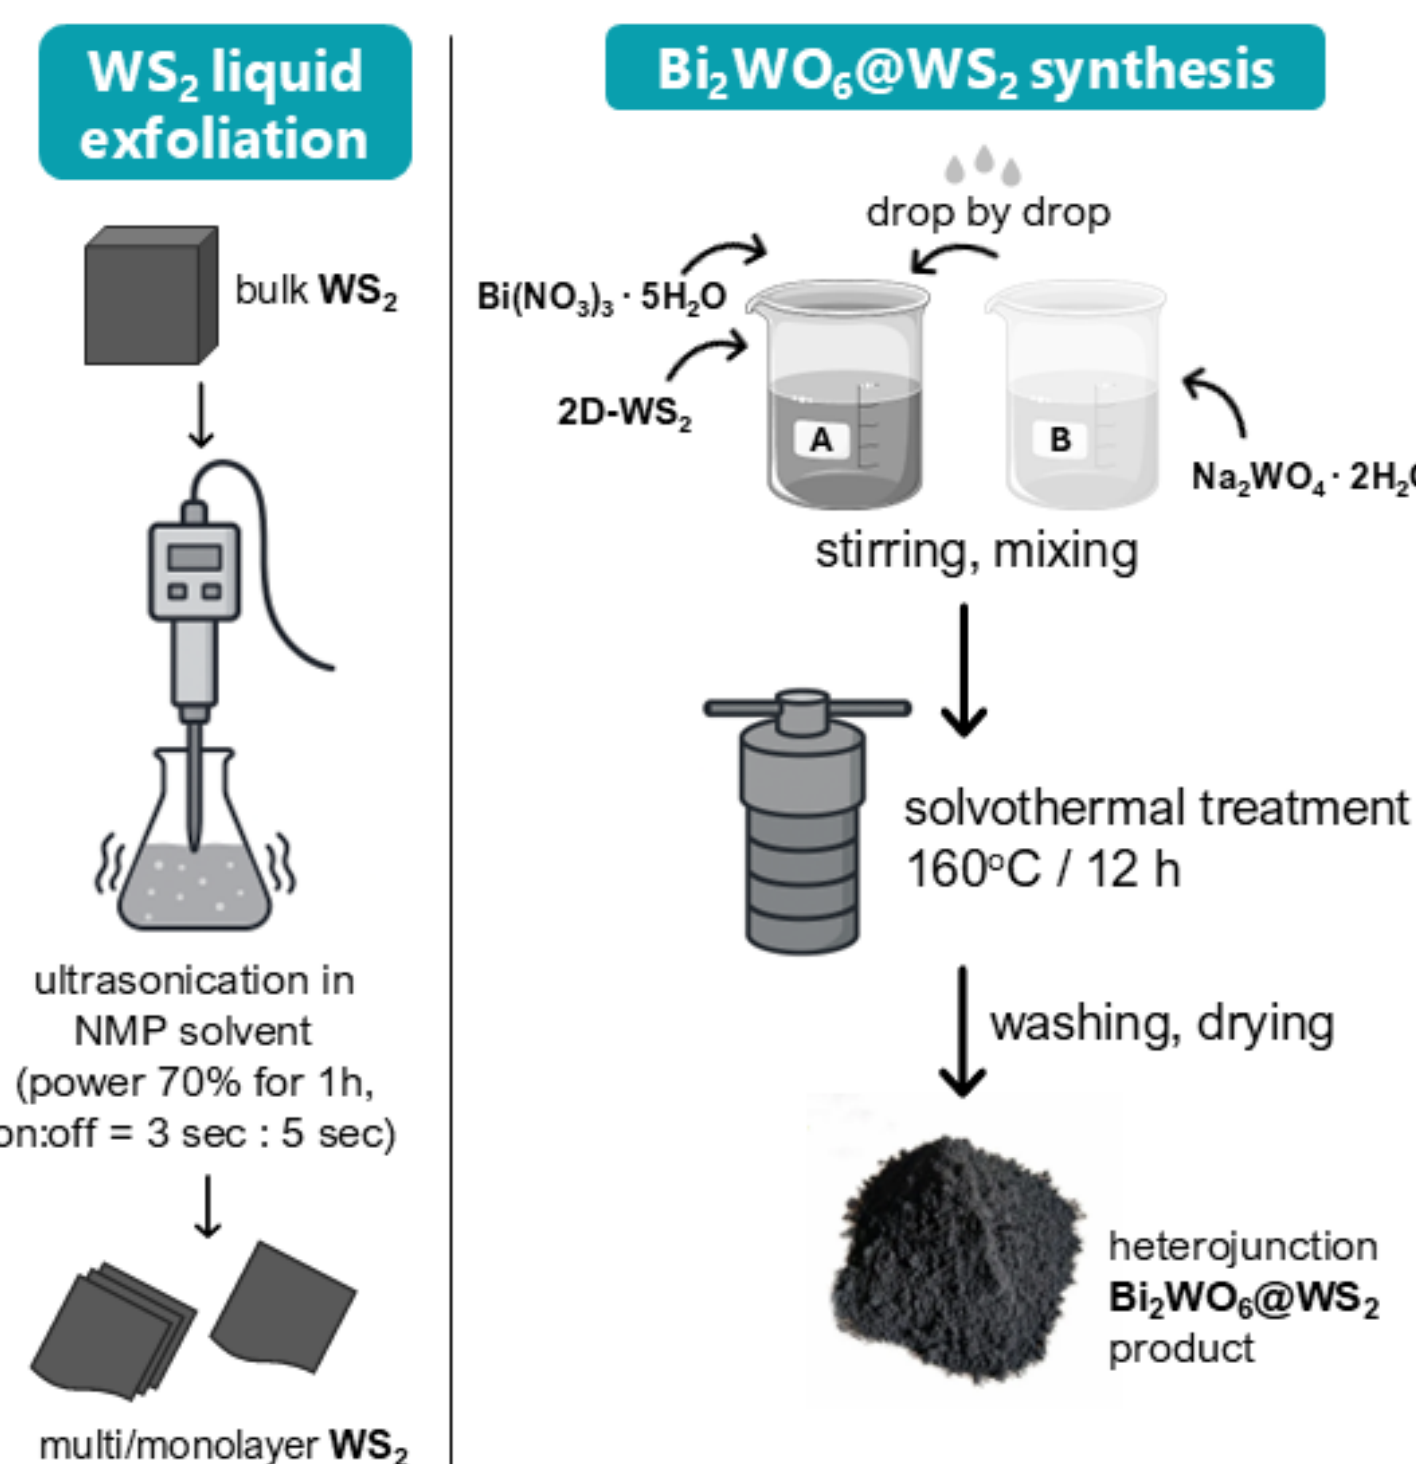 WS₂ liquid
exfoliation
bulk WS₂
ultrasonication in
NMP solvent
(power 70% for 1h,
on:off = 3 sec : 5 sec)
multi/monolayer WS₂
Bi₂WO₆@WS₂ synthesis
drop by drop
Bi(NO₃)₃ · 5H₂O
2D-WS₂
A
B
Na₂WO₄ · 2H₂O
stirring, mixing
solvothermal treatment
160°C / 12 h
washing, drying
heterojunction
Bi₂WO₆@WS₂
product